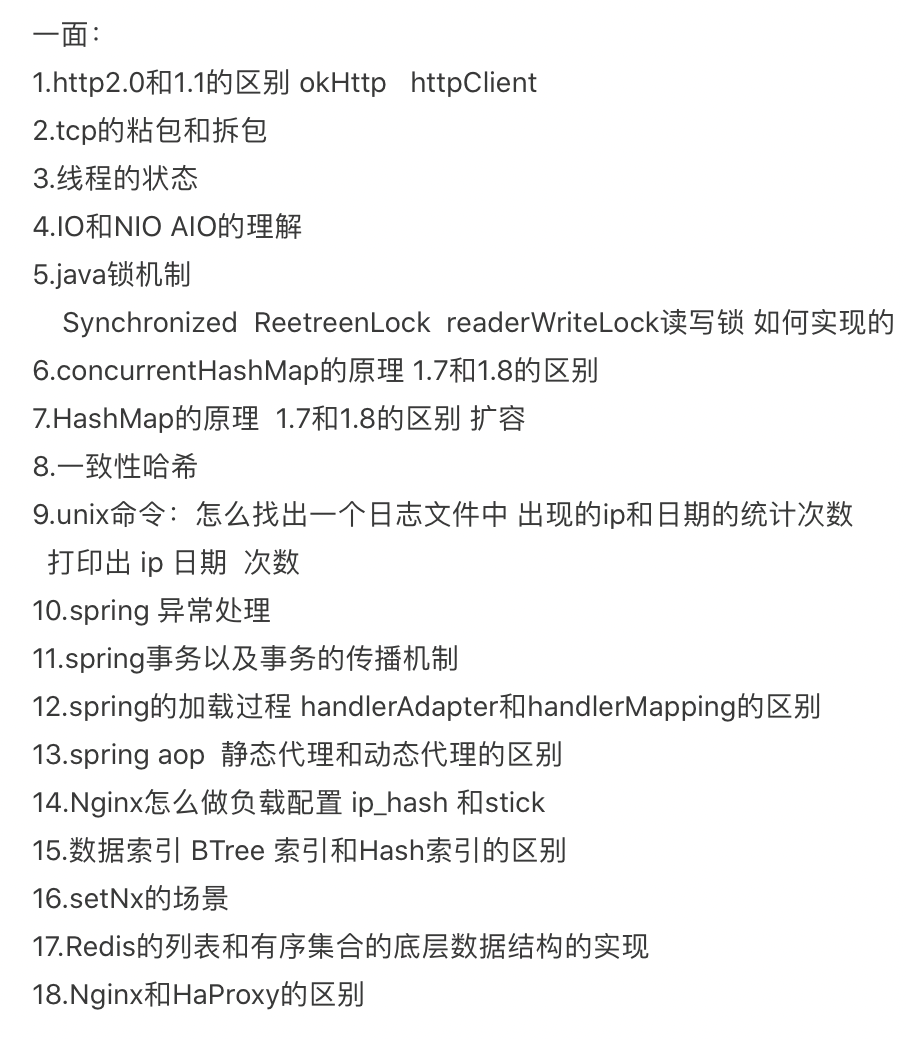 一面：
1.http2.0和1.1的区别 okHttp   httpClient
2.tcp的粘包和拆包
3.线程的状态
4.IO和NIO AIO的理解
5.java锁机制
Synchronized  ReetreenLock  readerWriteLock读写锁 如何实现的
6.concurrentHashMap的原理 1.7和1.8的区别
7.HashMap的原理  1.7和1.8的区别 扩容
8.一致性哈希
9.unix命令：怎么找出一个日志文件中 出现的ip和日期的统计次数
打印出 ip 日期  次数
10.spring 异常处理
11.spring事务以及事务的传播机制
12.spring的加载过程 handlerAdapter和handlerMapping的区别
13.spring aop  静态代理和动态代理的区别
14.Nginx怎么做负载配置 ip_hash 和stick
15.数据索引 BTree 索引和Hash索引的区别
16.setNx的场景
17.Redis的列表和有序集合的底层数据结构的实现
18.Nginx和HaProxy的区别